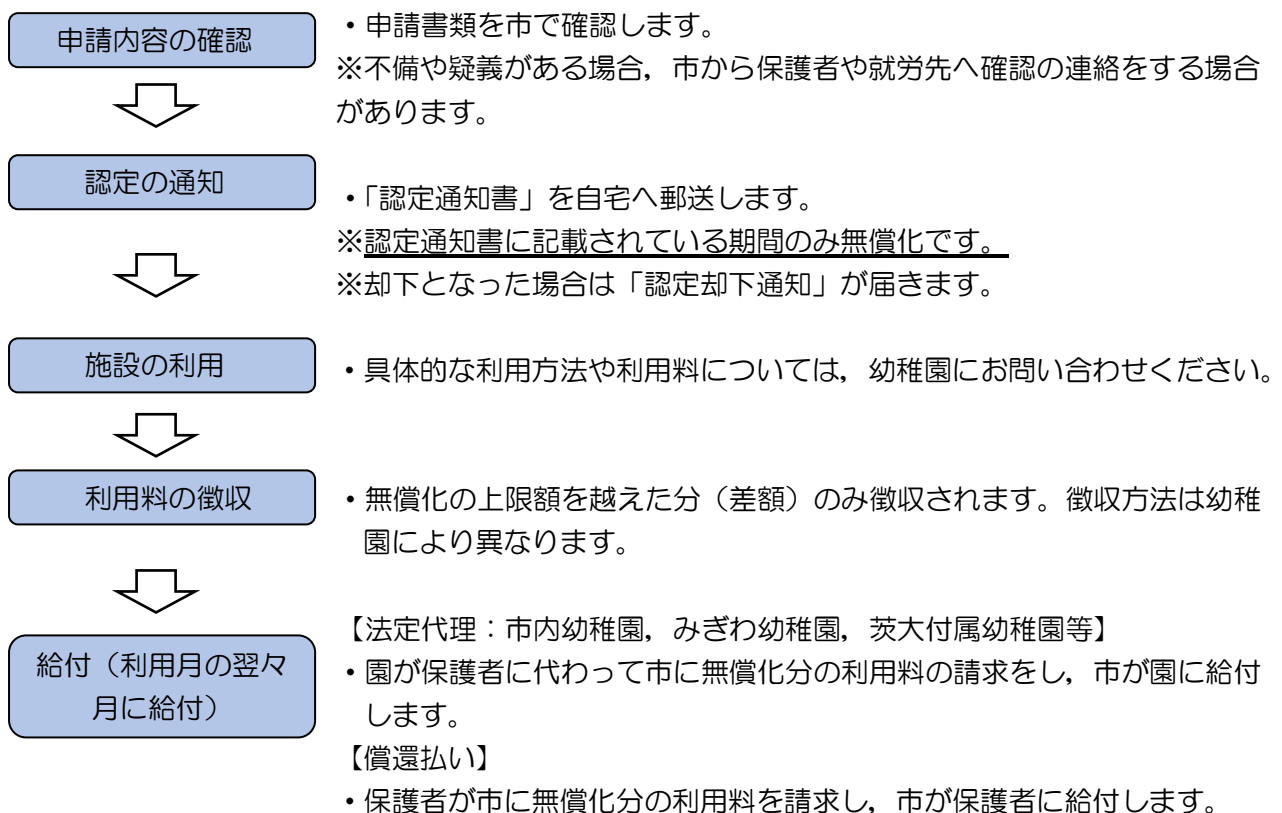 申請内容の確認
・申請書類を市で確認します。
※不備や疑義がある場合，市から保護者や就労先へ確認の連絡をする場合
があります。
認定の通知
・「認定通知書」を自宅へ郵送します。
※認定通知書に記載されている期間のみ無償化です。
※却下となった場合は「認定却下通知」が届きます。
施設の利用
・具体的な利用方法や利用料については，幼稚園にお問い合わせください。
利用料の徴収
・無償化の上限額を越えた分（差額）のみ徴収されます。徴収方法は幼稚
園により異なります。
給付（利用月の翌々
月に給付）
【法定代理：市内幼稚園，みぎわ幼稚園，茨大付属幼稚園等】
・園が保護者に代わって市に無償化分の利用料の請求をし，市が園に給付
します。
【償還払い】
・保護者が市に無償化分の利用料を請求し，市が保護者に給付します。